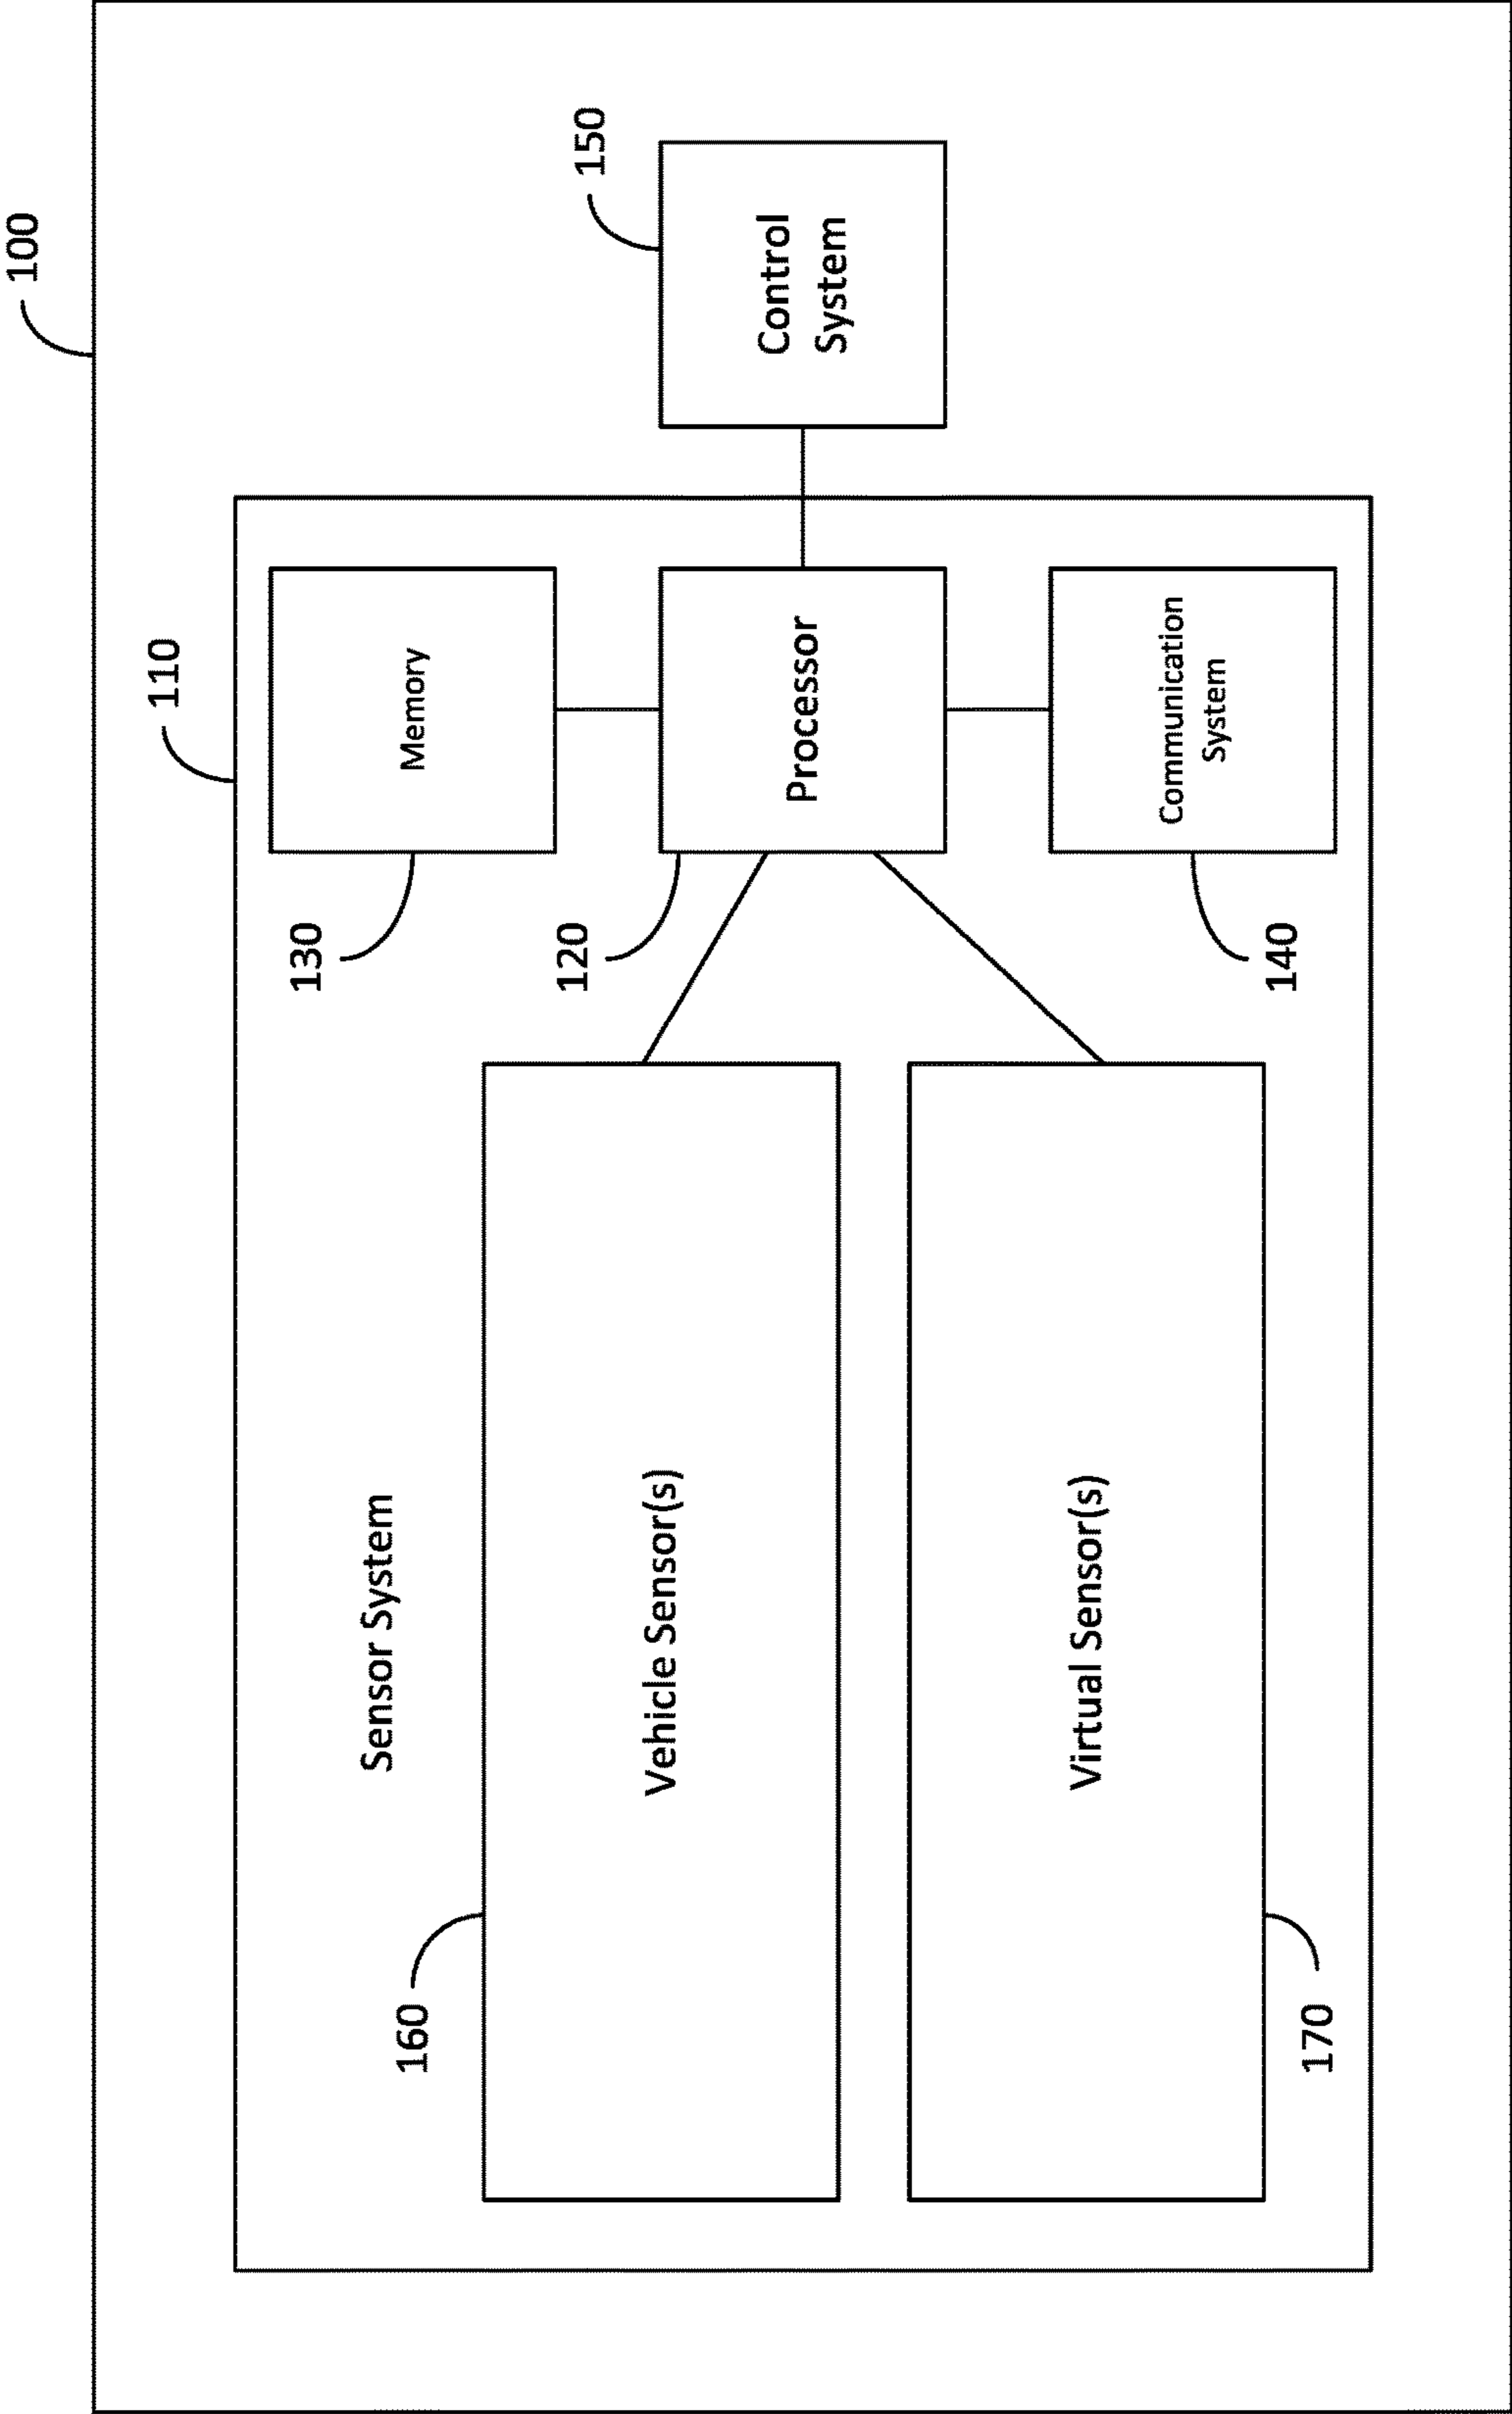 100
110
Sensor System
160
Vehicle Sensor(s)
130
Memory
150
120
Processor
Control
System
Virtual Sensor(s)
140
Communication
System
170